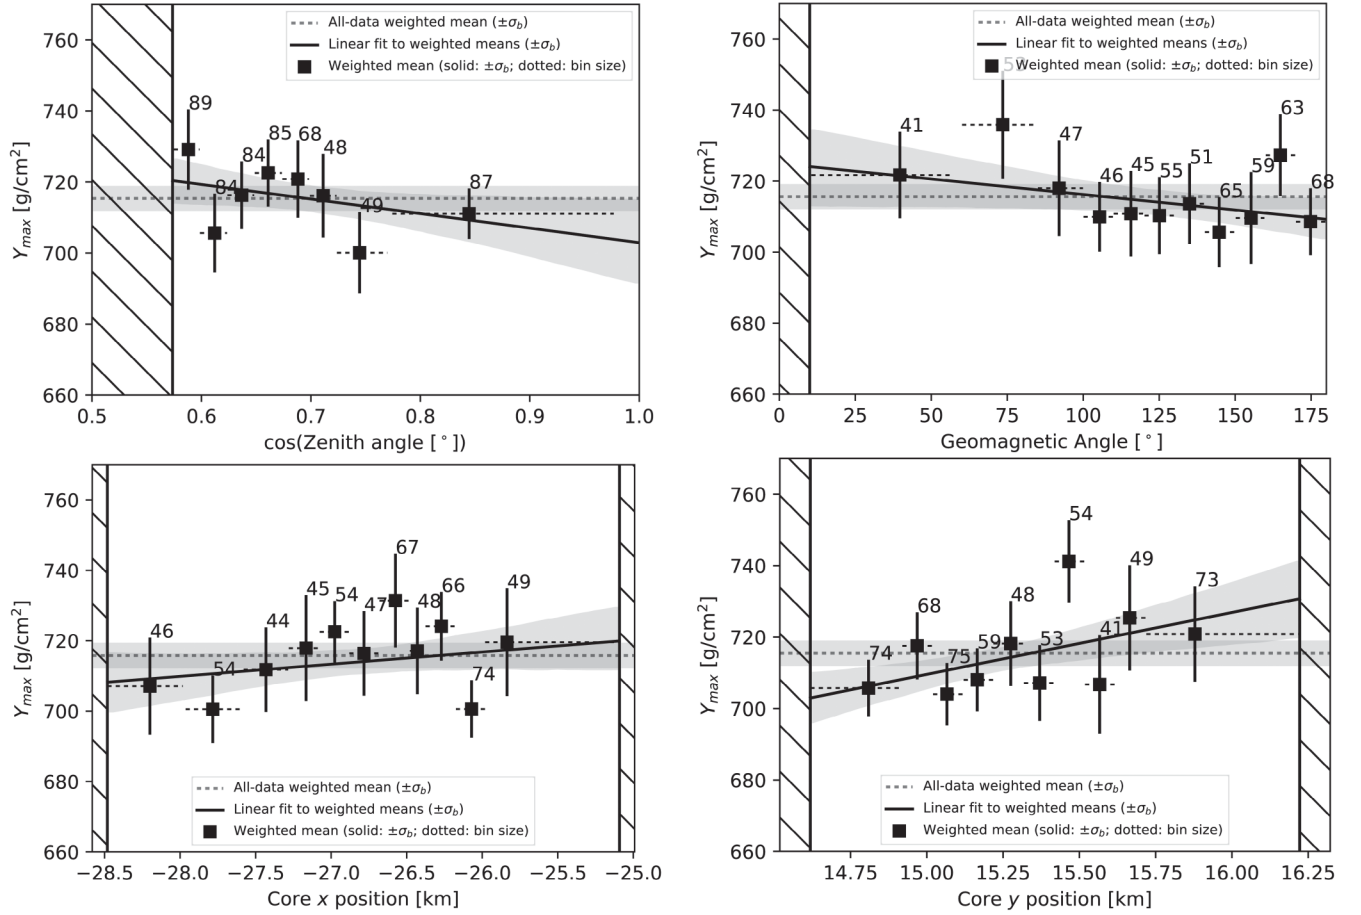 All-data weighted mean (±σb)
Linear fit to weighted means (±σb)
Weighted mean (solid: ±σb; dotted: bin size)
760
740
720
700
680
660
Ymax [g/cm²]
89
84
84
85
68
48
49
87
0.5 0.6 0.7 0.8 0.9 1.0
cos(Zenith angle [°])
All-data weighted mean (±σb)
Linear fit to weighted means (±σb)
Weighted mean (solid: ±σb; dotted: bin size)
760
740
720
700
680
660
Ymax [g/cm²]
41
47
46
45
55
51
65
59
63
68
0 25 50 75 100 125 150 175
Geomagnetic Angle [°]
760
740
720
700
680
660
Ymax [g/cm²]
46
54
44
45
54
47
67
48
66
74
49
All-data weighted mean (±σb)
Linear fit to weighted means (±σb)
Weighted mean (solid: ±σb; dotted: bin size)
−28.5 −28.0 −27.5 −27.0 −26.5 −26.0 −25.5 −25.0
Core x position [km]
760
740
720
700
680
660
Ymax [g/cm²]
74
68
75
59
48
53
54
41
49
73
All-data weighted mean (±σb)
Linear fit to weighted means (±σb)
Weighted mean (solid: ±σb; dotted: bin size)
14.75 15.00 15.25 15.50 15.75 16.00 16.25
Core y position [km]